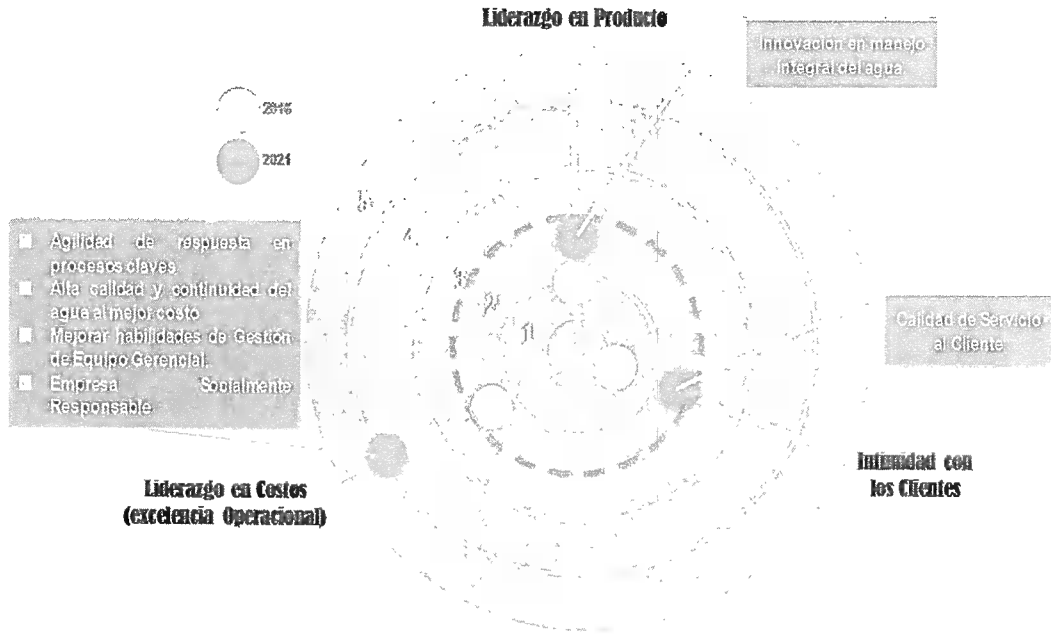 Liderazgo en Producto
Innovación en manejo
integral del agua
2021
Agilidad de respuesta en
procesos claves
Alta calidad y continuidad del
agua al mejor costo
Mejorar habilidades de Gestión
de Equipo Gerencial.
Empresa Socialmente
Responsable
Calidad de Servicio
al Cliente
Intimidad con
los Clientes
Liderazgo en Costos
(excelencia Operacional)